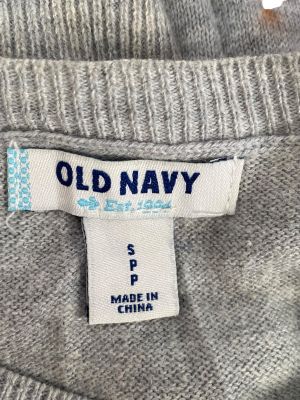 OLD NAVY
Est. 1994
S
P
P
MADE IN
CHINA